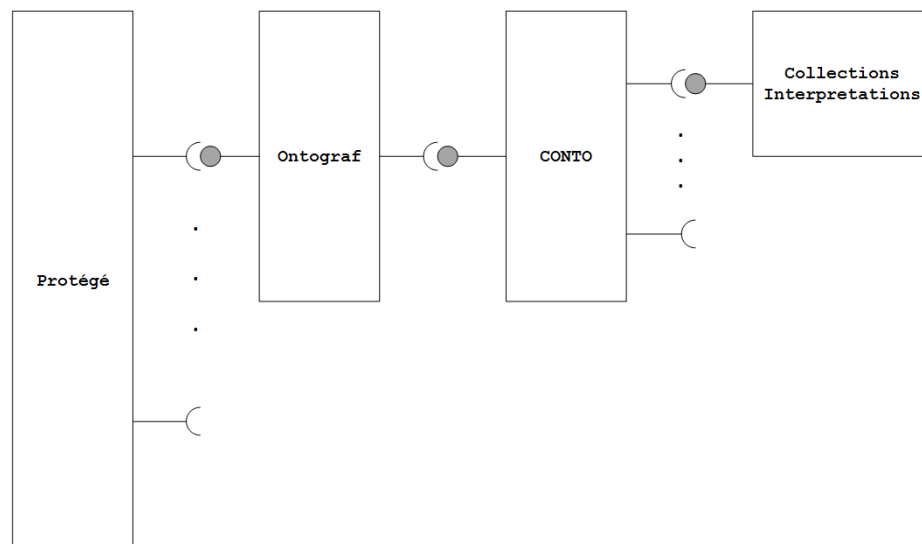 Collections
Interpretations
Ontograf
CONTO
Protégé